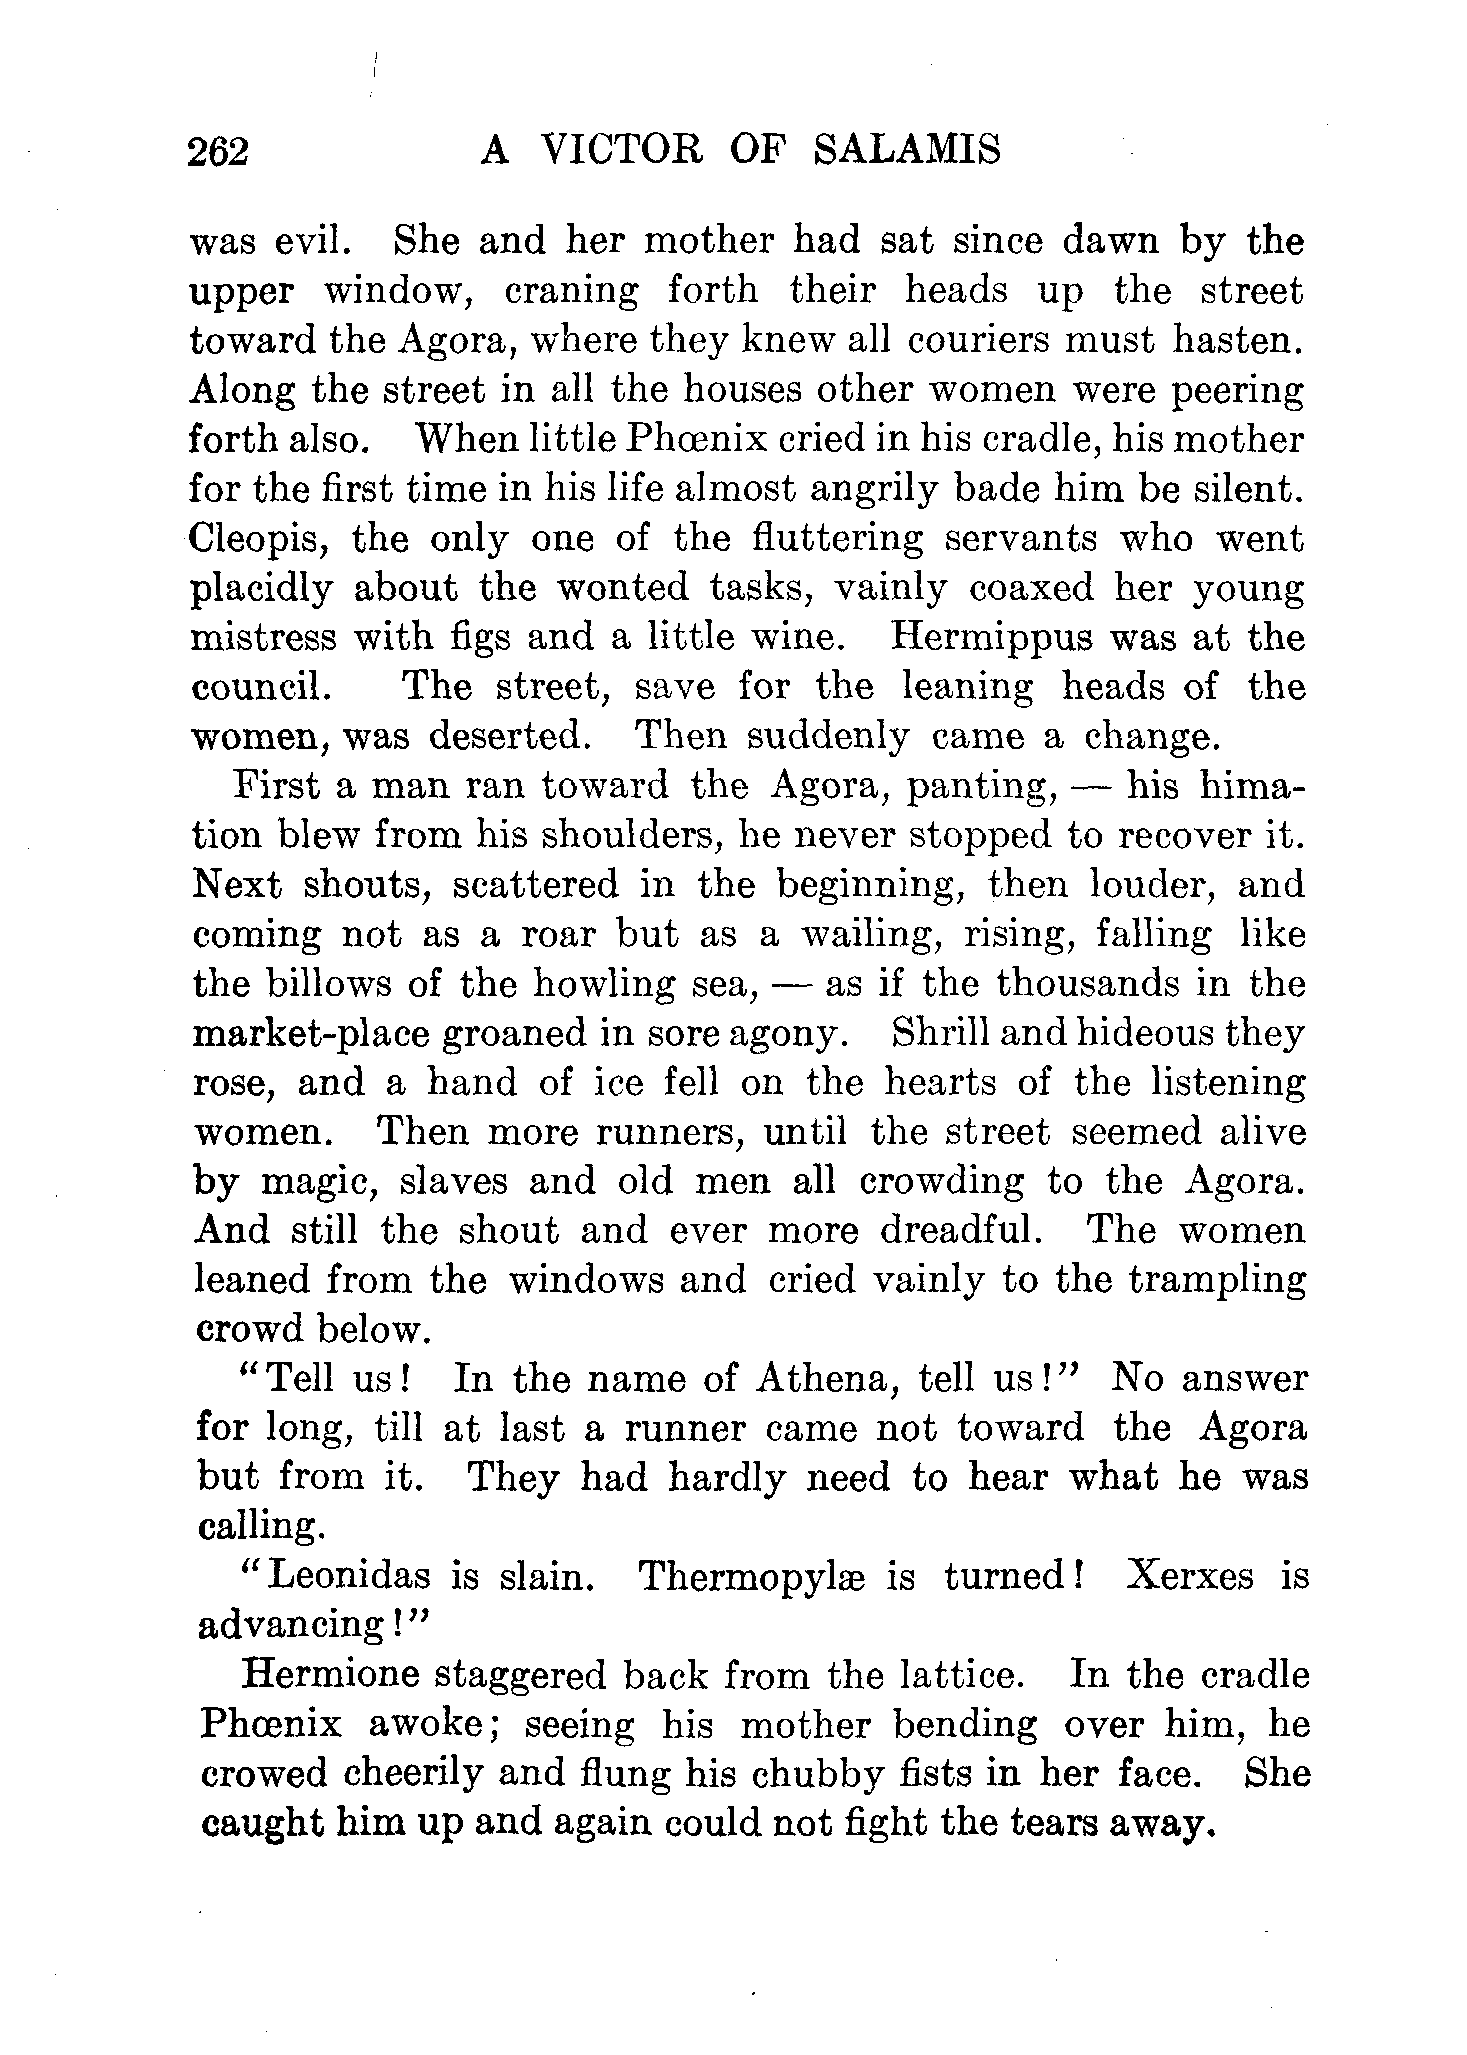 262 A VICTOR OF SALAMIS
was evil. She and her mother had sat since dawn by the
upper window, craning forth their heads up the street
toward the Agora, where they knew all couriers must hasten.
Along the street in all the houses other women were peering
forth also. When little Phœnix cried in his cradle, his mother
for the first time in his life almost angrily bade him be silent.
Cleopis, the only one of the fluttering servants who went
placidly about the wonted tasks, vainly coaxed her young
mistress with figs and a little wine. Hermippus was at the
council. The street, save for the leaning heads of the
women, was deserted. Then suddenly came a change.
First a man ran toward the Agora, panting, — his hima-
tion blew from his shoulders, he never stopped to recover it.
Next shouts, scattered in the beginning, then louder, and
coming not as a roar but as a wailing, rising, falling like
the billows of the howling sea, — as if the thousands in the
market-place groaned in sore agony. Shrill and hideous they
rose, and a hand of ice fell on the hearts of the listening
women. Then more runners, until the street seemed alive
by magic, slaves and old men all crowding to the Agora.
And still the shout and ever more dreadful. The women
leaned from the windows and cried vainly to the trampling
crowd below.
"Tell us! In the name of Athena, tell us!" No answer
for long, till at last a runner came not toward the Agora
but from it. They had hardly need to hear what he was
calling.
"Leonidas is slain. Thermopylæ is turned! Xerxes is
advancing!"
Hermione staggered back from the lattice. In the cradle
Phœnix awoke; seeing his mother bending over him, he
crowed cheerily and flung his chubby fists in her face. She
caught him up and again could not fight the tears away.